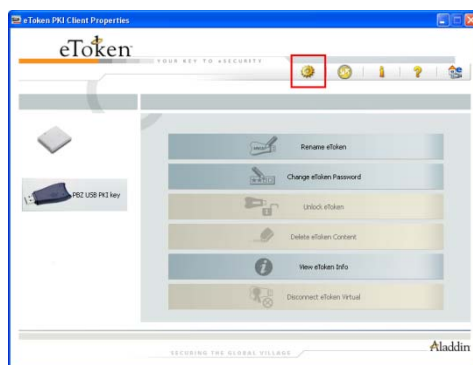 eToken PKI Client Properties
eToken
YOUR KEY TO eSECURITY
Rename eToken
Change eToken Password
PBZ USB PKI key
Unlock eToken
Delete eToken Content
View eToken Info
Disconnect eToken Virtual
SECURING THE GLOBAL VILLAGE
Aladdin